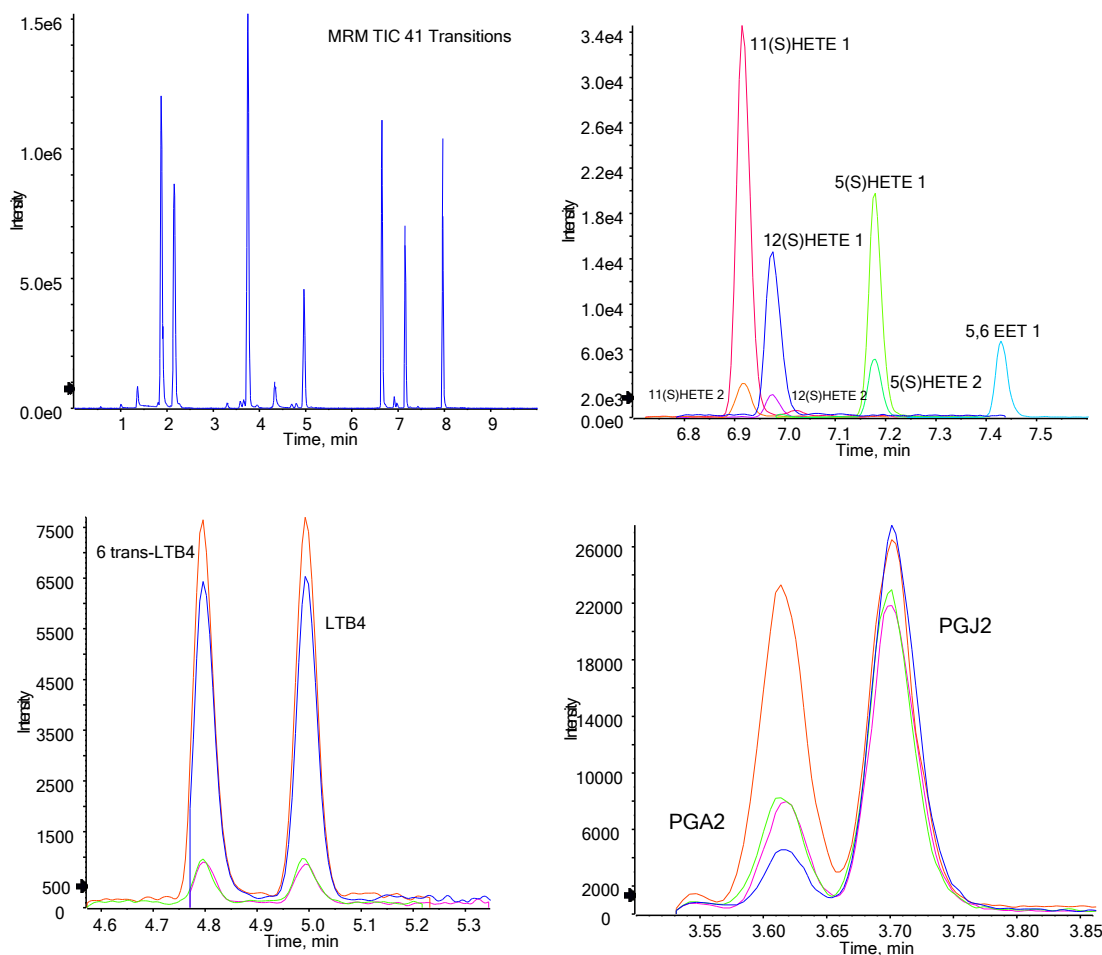 MRM TIC 41 Transitions
Intensity
1.5e6
1.0e6
5.0e5
0.0e0
1 2 3 4 5 6 7 8 9
Time, min
Intensity
3.4e4
3.0e4
2.6e4
2.2e4
1.8e4
1.4e4
1.0e4
6.0e3
2.0e3
0.0e0
11(S)HETE 1
5(S)HETE 1
12(S)HETE 1
5,6 EET 1
5(S)HETE 2
11(S)HETE 2
12(S)HETE 2
6.8 6.9 7.0 7.1 7.2 7.3 7.4 7.5
Time, min
Intensity
7500
6500
5500
4500
3500
2500
1500
500
0
6 trans-LTB4
LTB4
4.6 4.7 4.8 4.9 5.0 5.1 5.2 5.3
Time, min
Intensity
26000
22000
18000
14000
10000
6000
2000
0
PGJ2
PGA2
3.55 3.60 3.65 3.70 3.75 3.80 3.85
Time, min